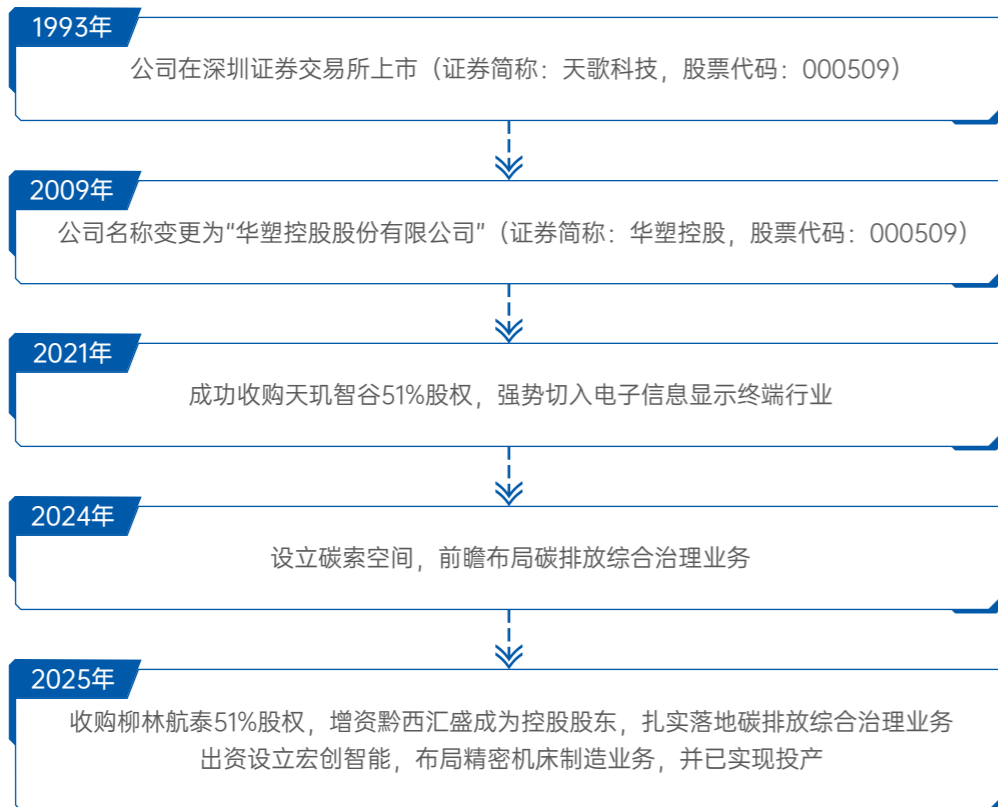 1993年
公司在深圳证券交易所上市（证券简称：天歌科技，股票代码：000509）
2009年
公司名称变更为“华塑控股股份有限公司”（证券简称：华塑控股，股票代码：000509）
2021年
成功收购天玑智谷51%股权，强势切入电子信息显示终端行业
2024年
设立碳索空间，前瞻布局碳排放综合治理业务
2025年
收购柳林航泰51%股权，增资黔西汇盛成为控股股东，扎实落地碳排放综合治理业务
出资设立宏创智能，布局精密机床制造业务，并已实现投产